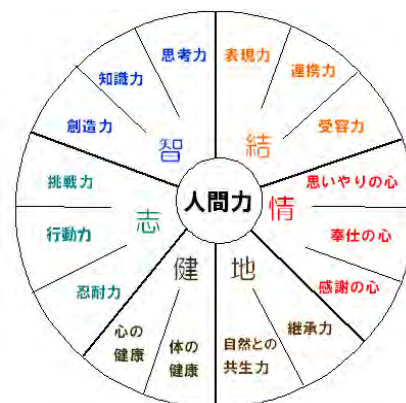 思考力
表現力
知識力
連携力
創造力
受容力
智
結
挑戦力
思いやりの心
人間力
志
情
行動力
奉仕の心
健
地
忍耐力
感謝の心
心の
健康
体の
健康
自然との
共生力
継承力